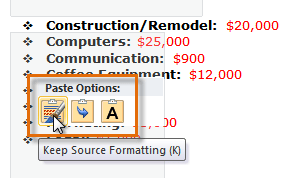 ❖ Construction/Remodel: $20,000
❖ Computers: $25,000
❖ Communication: $900
❖ Coffee Equipment: $12,000
Paste Options:
A
Keep Source Formatting (K)